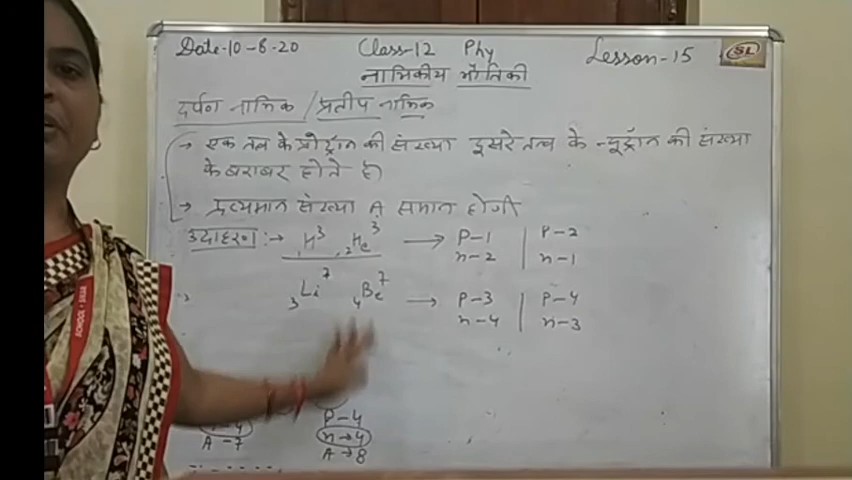 Date-10-8-20 Class-12 Phy Lesson-15
SL
नाभिकीय भौतिकी
दर्पण नाभिक / प्रतीप नाभिक
→ एक तत्व के प्रोट्रॉन की संख्या दूसरे तत्व के न्यूट्रॉन की संख्या
के बराबर होते है।
→ द्रव्यमान संख्या A समान होगी
उदाहरण :→ ₁H³ ₂He³ → P-1 | P-2
n-2 | n-1
₃Li⁷ ₄Be⁷ → P-3 | P-4
n-4 | n-3
P-4
n→4
A-7 A→8